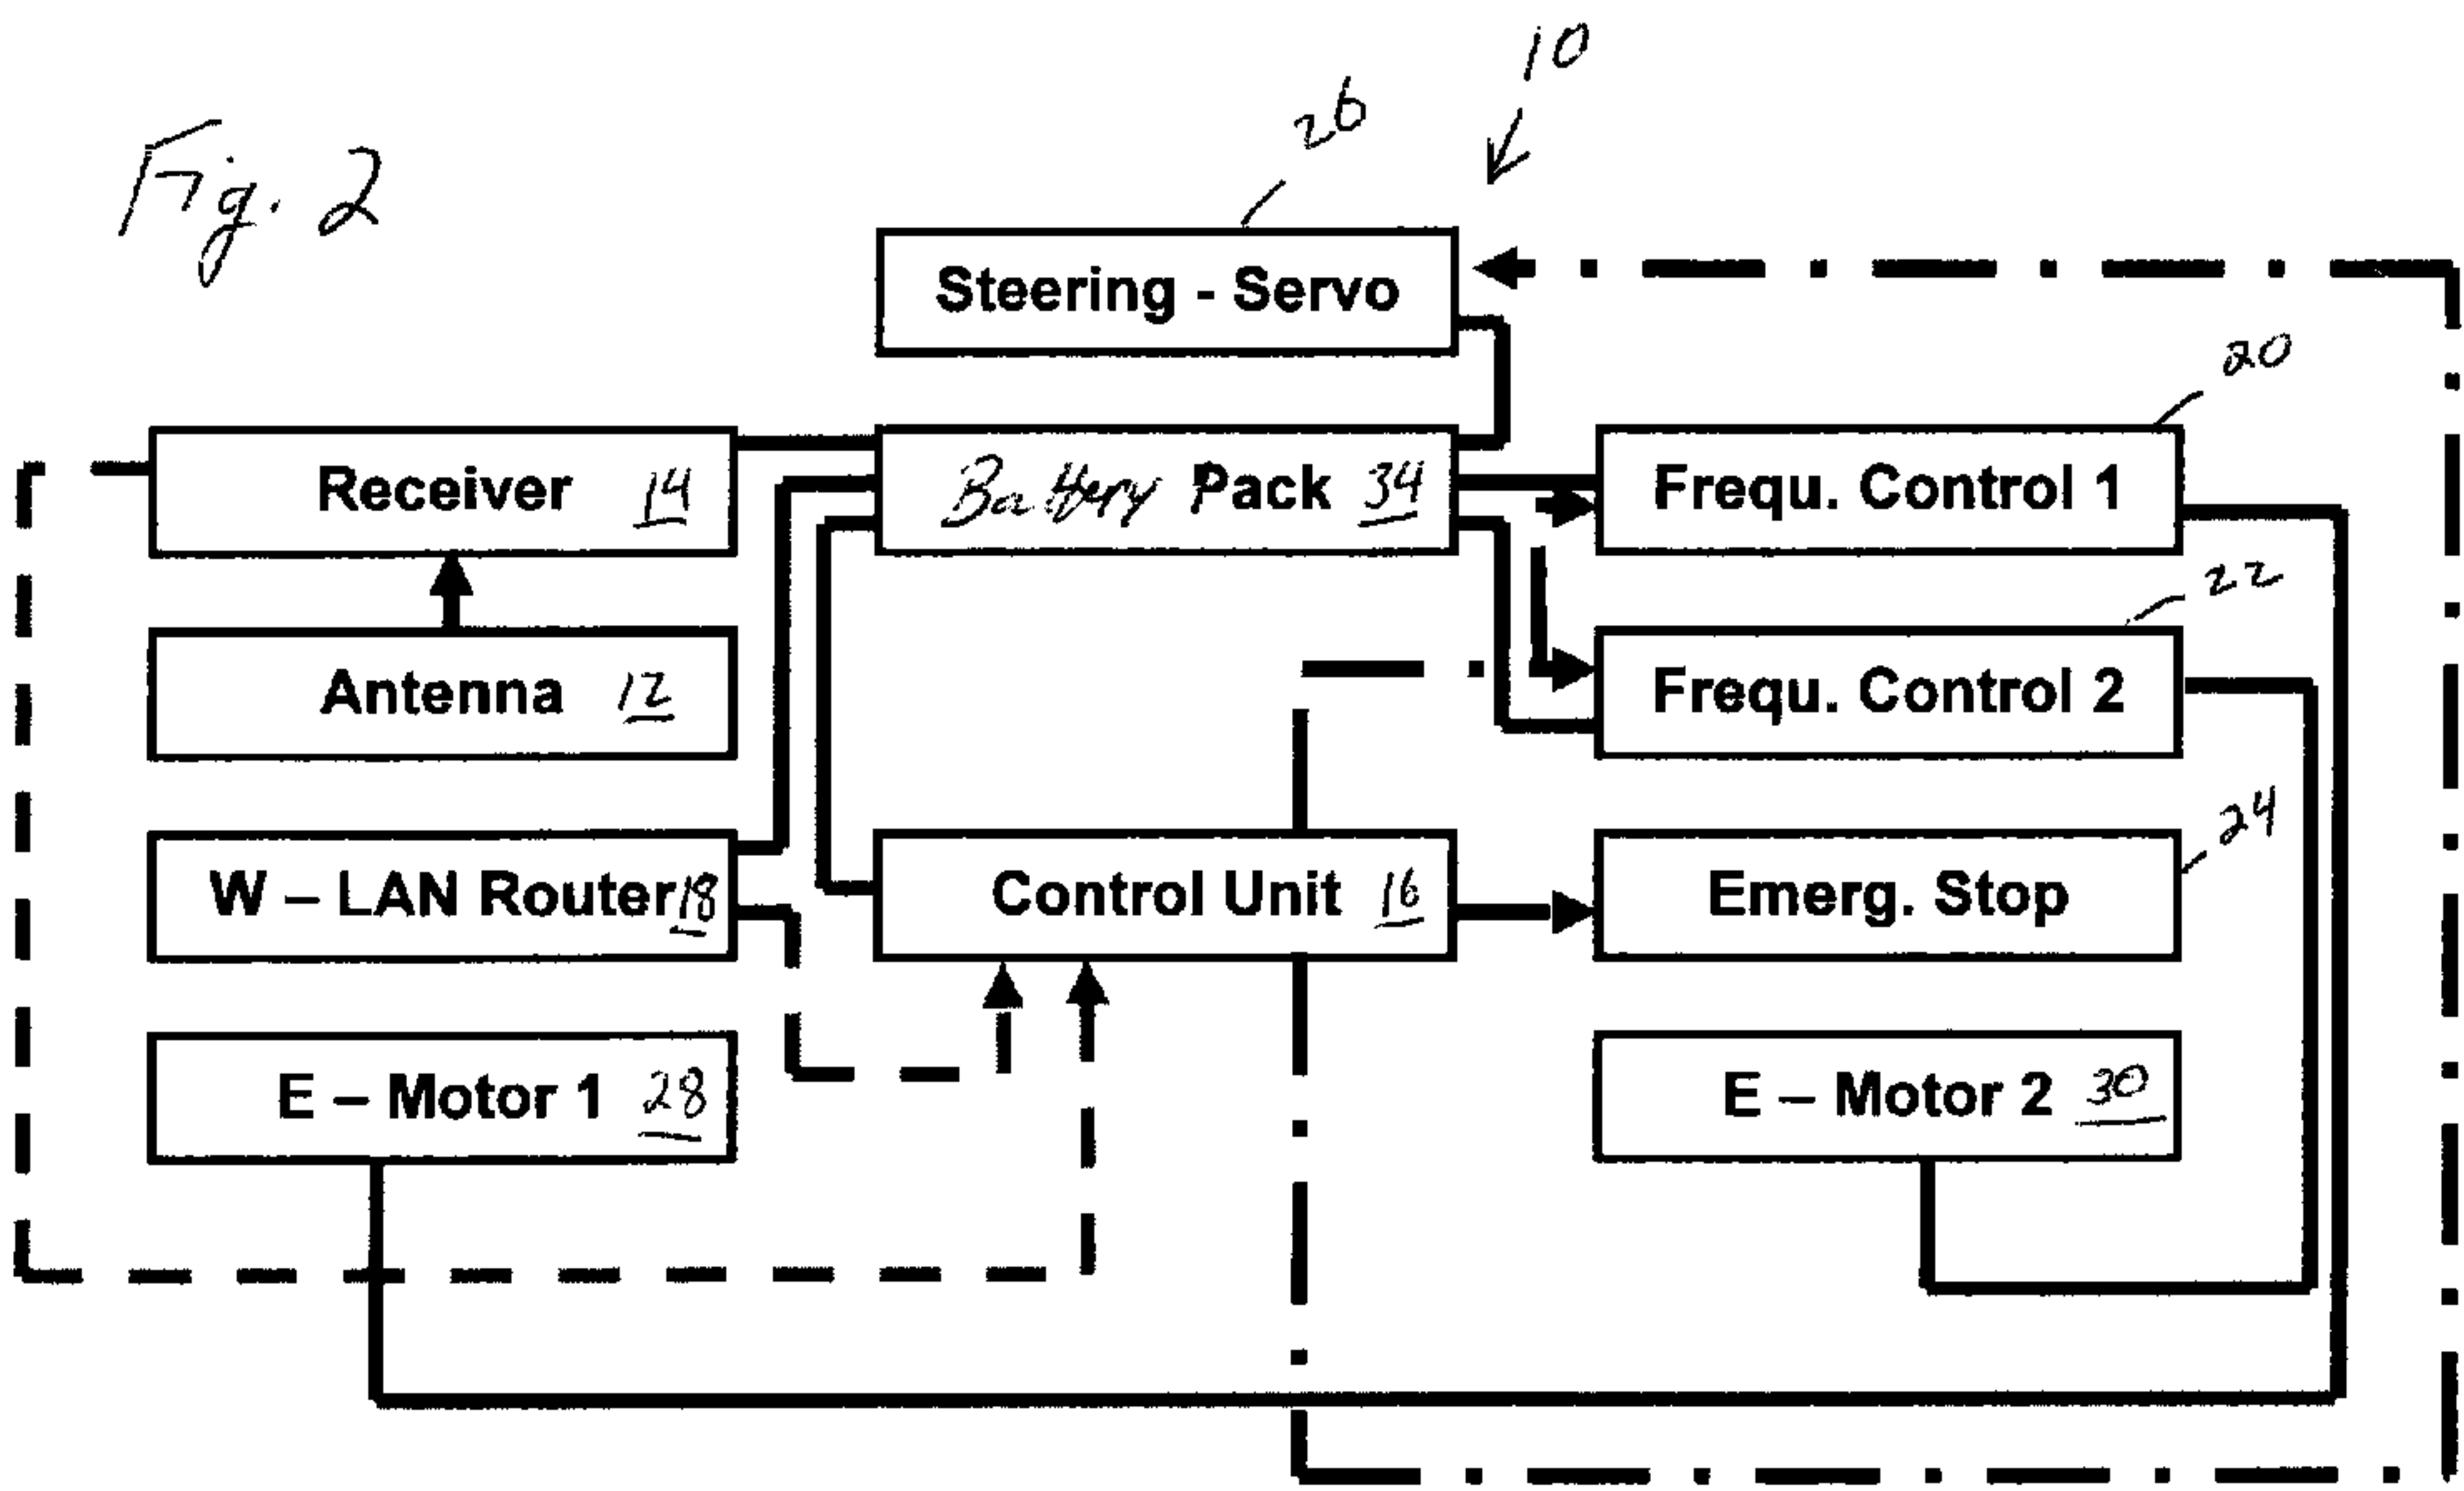 Fig. 2
10
26
Steering - Servo
20
Receiver 14
Battery Pack 34
Frequ. Control 1
22
Antenna 12
Frequ. Control 2
24
W – LAN Router 18
Control Unit 16
Emerg. Stop
E – Motor 1 28
E – Motor 2 30